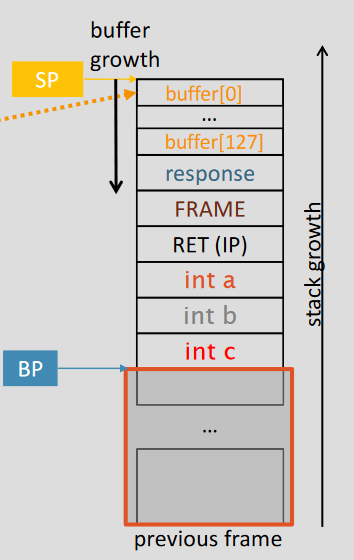 buffer
growth
SP
buffer[0]
...
buffer[127]
response
FRAME
RET (IP)
int a
int b
int c
BP
...
previous frame
stack growth